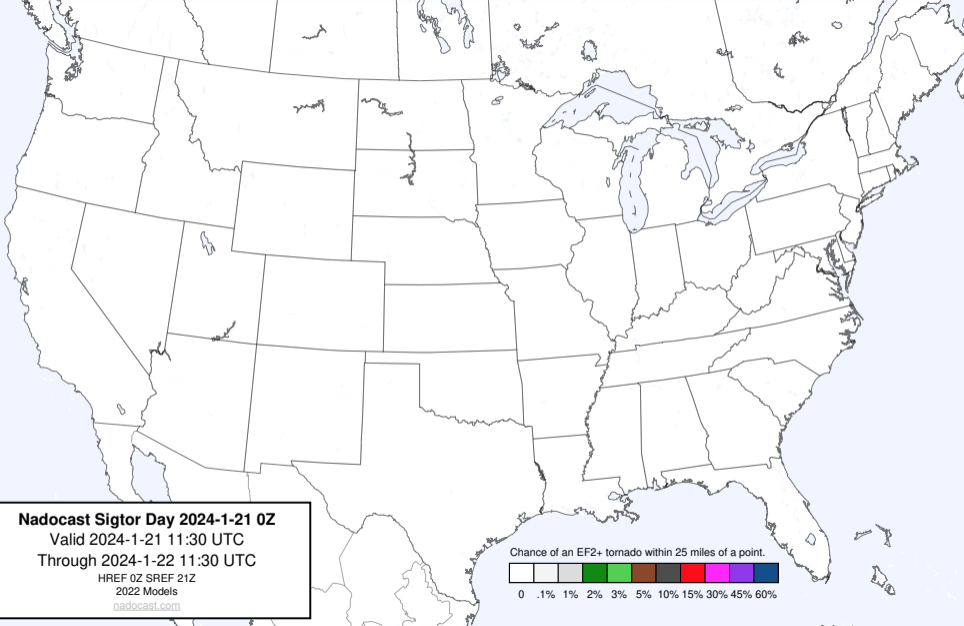 Nadocast Sigtor Day 2024-1-21 0Z
Valid 2024-1-21 11:30 UTC
Through 2024-1-22 11:30 UTC
HREF 0Z SREF 21Z
2022 Models
nadocast.com
Chance of an EF2+ tornado within 25 miles of a point.
0 .1% 1% 2% 3% 5% 10% 15% 30% 45% 60%